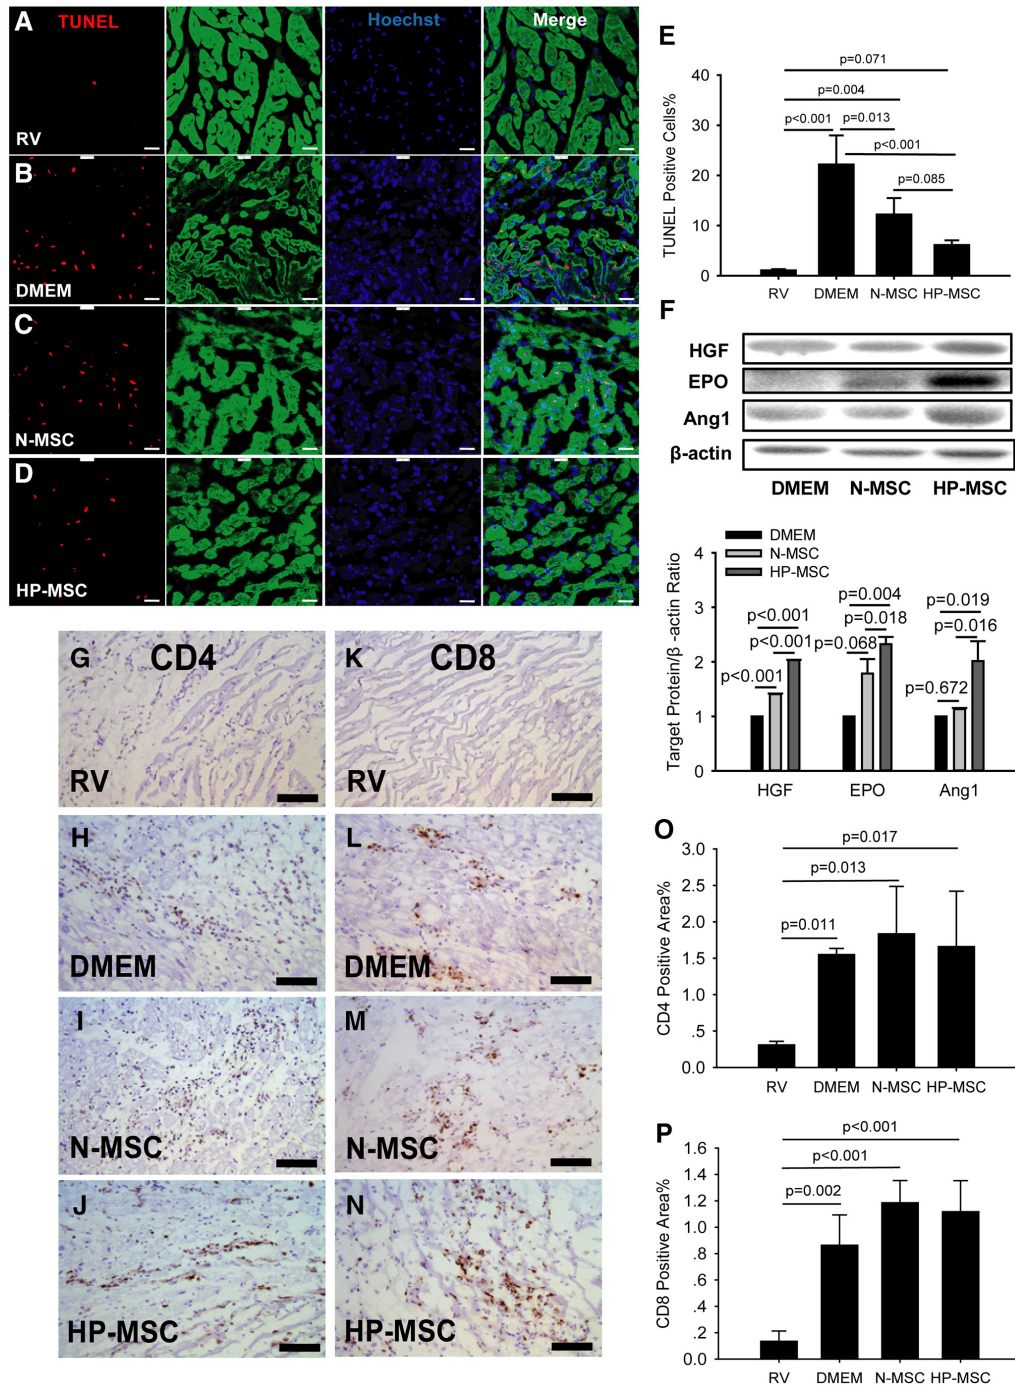 A TUNEL Hoechst Merge
RV
B
DMEM
C
N-MSC
D
HP-MSC
E
TUNEL Positive Cells%
40
30
20
10
0
p=0.071
p=0.004
p<0.001 p=0.013
p<0.001
p=0.085
RV DMEM N-MSC HP-MSC
F
HGF
EPO
Ang1
β-actin
DMEM N-MSC HP-MSC
DMEM
N-MSC
HP-MSC
Target Protein/β -actin Ratio
4
3
2
1
0
p<0.001
p<0.001
p<0.001
p=0.004
p=0.018
p=0.068
p=0.019
p=0.016
p=0.672
HGF EPO Ang1
G CD4
RV
H
DMEM
I
N-MSC
J
HP-MSC
K CD8
RV
L
DMEM
M
N-MSC
N
HP-MSC
O
CD4 Positive Area%
3.0
2.5
2.0
1.5
1.0
.5
0.0
p=0.017
p=0.013
p=0.011
RV DMEM N-MSC HP-MSC
P
CD8 Positive Area%
1.6
1.4
1.2
1.0
.8
.6
.4
.2
0.0
p<0.001
p<0.001
p=0.002
RV DMEM N-MSC HP-MSC